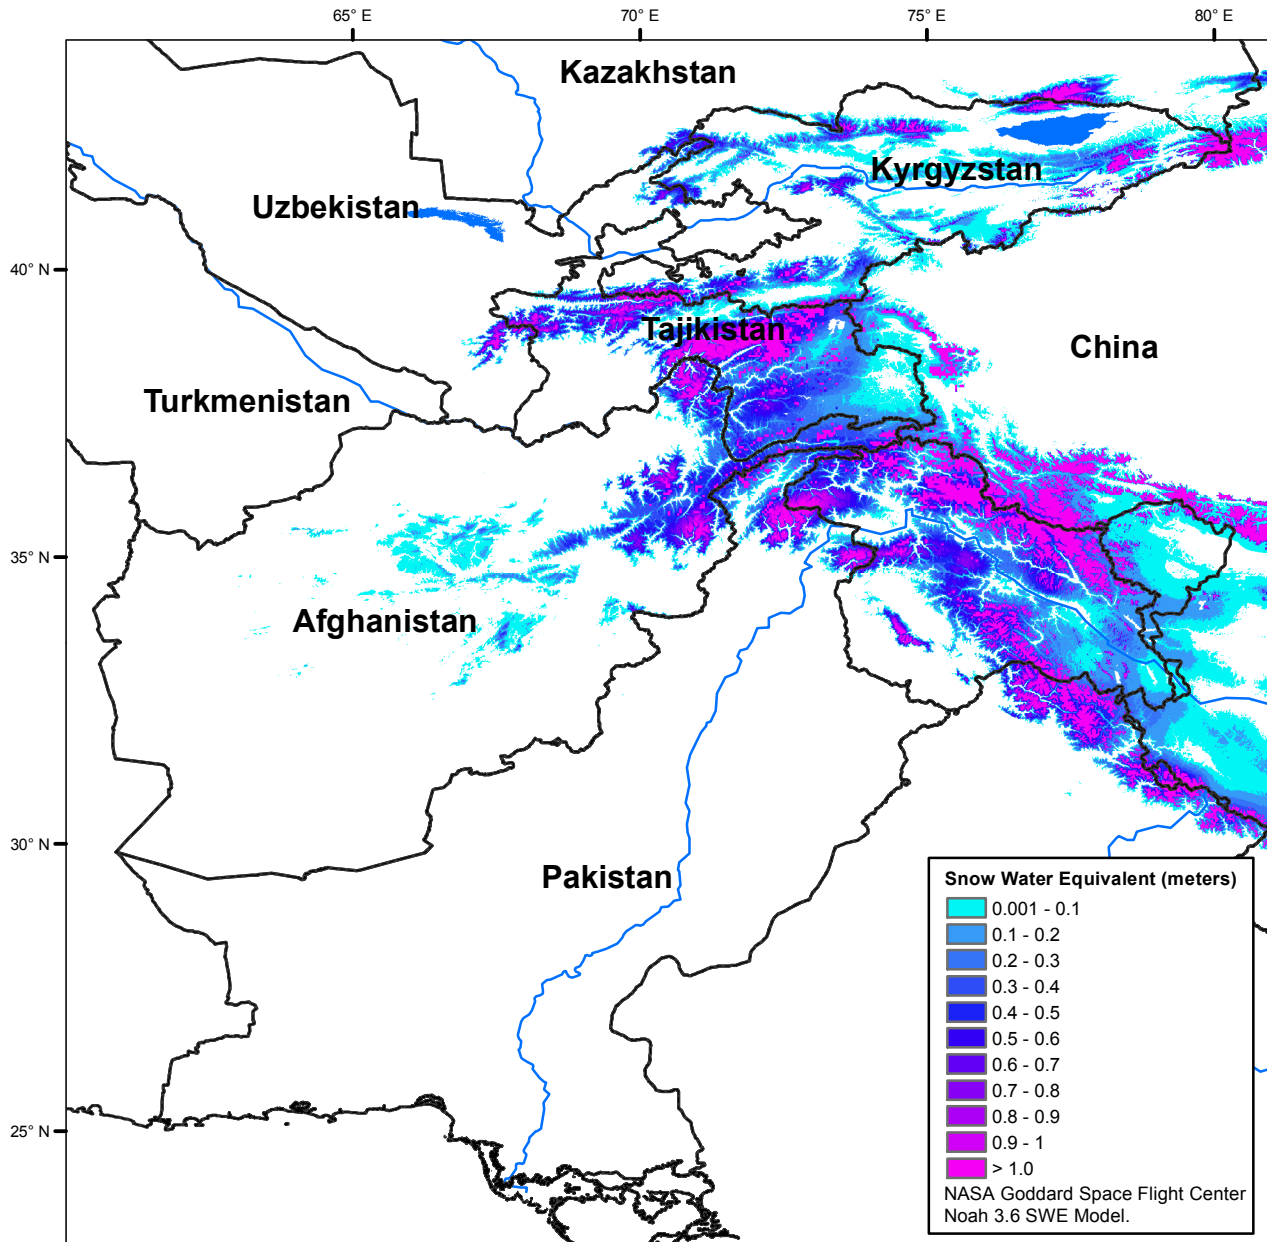 65° E
70° E
75° E
80° E
Kazakhstan
Kyrgyzstan
Uzbekistan
40° N
Tajikistan
China
Turkmenistan
35° N
Afghanistan
30° N
Pakistan
25° N
Snow Water Equivalent (meters)
0.001 - 0.1
0.1 - 0.2
0.2 - 0.3
0.3 - 0.4
0.4 - 0.5
0.5 - 0.6
0.6 - 0.7
0.7 - 0.8
0.8 - 0.9
0.9 - 1
> 1.0
NASA Goddard Space Flight Center
Noah 3.6 SWE Model.